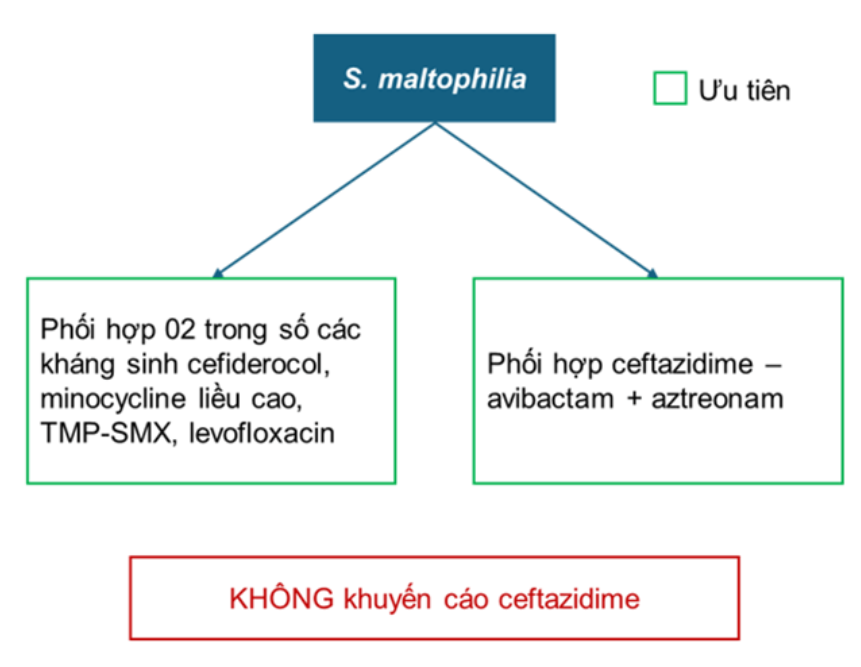 S. maltophilia
Ưu tiên
Phối hợp 02 trong số các
kháng sinh cefiderocol,
minocycline liều cao,
TMP-SMX, levofloxacin
Phối hợp ceftazidime –
avibactam + aztreonam
KHÔNG khuyến cáo ceftazidime